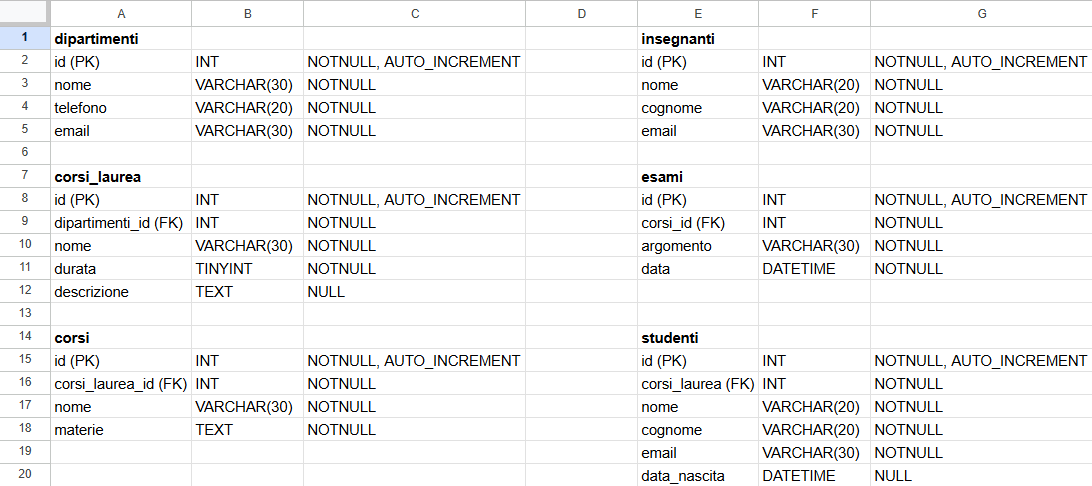 A B C D E F G
1 dipartimenti insegnanti
2 id (PK) INT NOTNULL, AUTO_INCREMENT id (PK) INT NOTNULL, AUTO_INCREMENT
3 nome VARCHAR(30) NOTNULL nome VARCHAR(20) NOTNULL
4 telefono VARCHAR(20) NOTNULL cognome VARCHAR(20) NOTNULL
5 email VARCHAR(30) NOTNULL email VARCHAR(30) NOTNULL
6
7 corsi_laurea esami
8 id (PK) INT NOTNULL, AUTO_INCREMENT id (PK) INT NOTNULL, AUTO_INCREMENT
9 dipartimenti_id (FK) INT NOTNULL corsi_id (FK) INT NOTNULL
10 nome VARCHAR(30) NOTNULL argomento VARCHAR(30) NOTNULL
11 durata TINYINT NOTNULL data DATETIME NOTNULL
12 descrizione TEXT NULL
13
14 corsi studenti
15 id (PK) INT NOTNULL, AUTO_INCREMENT id (PK) INT NOTNULL, AUTO_INCREMENT
16 corsi_laurea_id (FK) INT NOTNULL corsi_laurea (FK) INT NOTNULL
17 nome VARCHAR(30) NOTNULL nome VARCHAR(20) NOTNULL
18 materie TEXT NOTNULL cognome VARCHAR(20) NOTNULL
19 email VARCHAR(30) NOTNULL
20 data_nascita DATETIME NULL